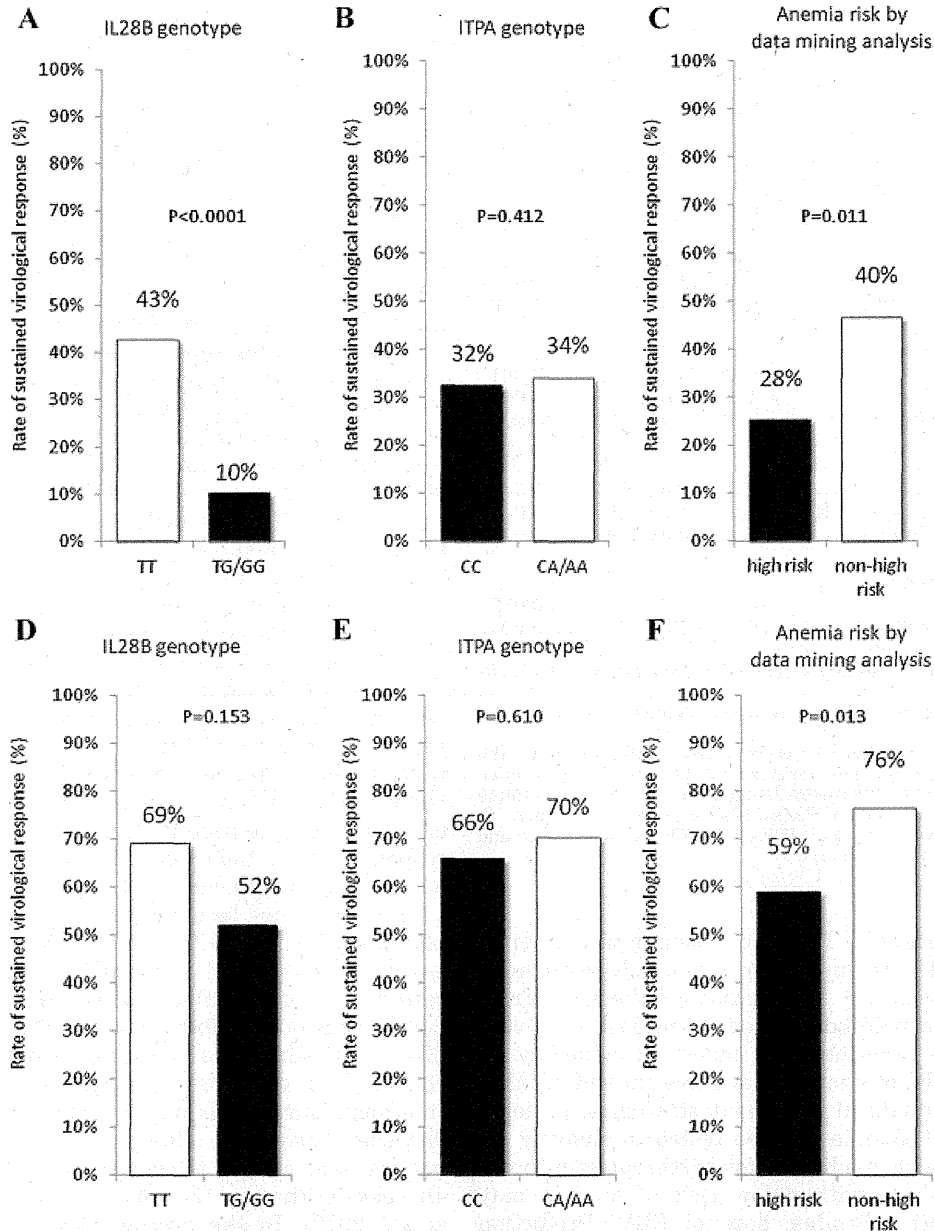 A
IL28B genotype
Rate of sustained virological response (%)
100%
90%
80%
70%
60%
50%
40%
30%
20%
10%
0%
P<0.0001
43%
10%
TT
TG/GG
B
ITPA genotype
Rate of sustained virological response (%)
100%
90%
80%
70%
60%
50%
40%
30%
20%
10%
0%
P=0.412
32%
34%
CC
CA/AA
C
Anemia risk by
data mining analysis
Rate of sustained virological response (%)
100%
90%
80%
70%
60%
50%
40%
30%
20%
10%
0%
P=0.011
40%
28%
high risk
non-high
risk
D
IL28B genotype
Rate of sustained virological response (%)
100%
90%
80%
70%
60%
50%
40%
30%
20%
10%
0%
P=0.153
69%
52%
TT
TG/GG
E
ITPA genotype
Rate of sustained virological response (%)
100%
90%
80%
70%
60%
50%
40%
30%
20%
10%
0%
P=0.610
66%
70%
CC
CA/AA
F
Anemia risk by
data mining analysis
Rate of sustained virological response (%)
100%
90%
80%
70%
60%
50%
40%
30%
20%
10%
0%
P=0.013
76%
59%
high risk
non-high
risk